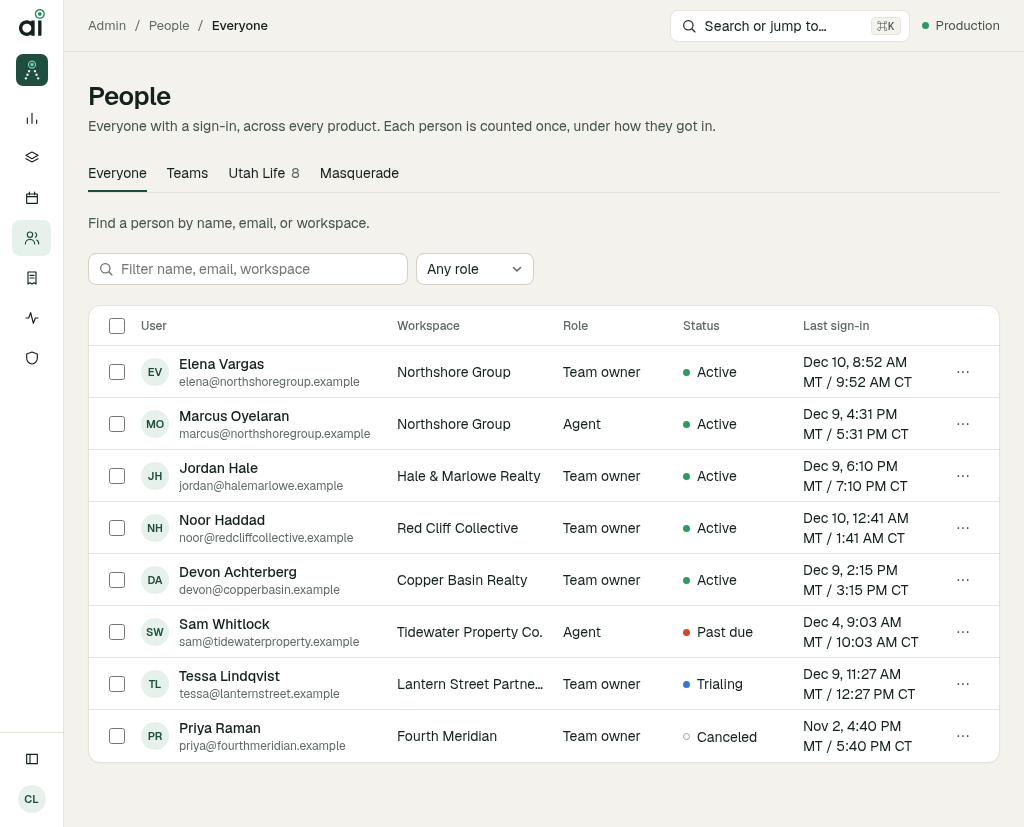 ai
Admin / People / Everyone
Search or jump to…
⌘K
Production
People
Everyone with a sign-in, across every product. Each person is counted once, under how they got in.
Everyone
Teams
Utah Life 8
Masquerade
Find a person by name, email, or workspace.
Filter name, email, workspace
Any role
User Workspace Role Status Last sign-in
EV
Elena Vargas
elena@northshoregroup.example
Northshore Group
Team owner
Active
Dec 10, 8:52 AM
MT / 9:52 AM CT
MO
Marcus Oyelaran
marcus@northshoregroup.example
Northshore Group
Agent
Active
Dec 9, 4:31 PM
MT / 5:31 PM CT
JH
Jordan Hale
jordan@halemarlowe.example
Hale & Marlowe Realty
Team owner
Active
Dec 9, 6:10 PM
MT / 7:10 PM CT
NH
Noor Haddad
noor@redcliffcollective.example
Red Cliff Collective
Team owner
Active
Dec 10, 12:41 AM
MT / 1:41 AM CT
DA
Devon Achterberg
devon@copperbasin.example
Copper Basin Realty
Team owner
Active
Dec 9, 2:15 PM
MT / 3:15 PM CT
SW
Sam Whitlock
sam@tidewaterproperty.example
Tidewater Property Co.
Agent
Past due
Dec 4, 9:03 AM
MT / 10:03 AM CT
TL
Tessa Lindqvist
tessa@lanternstreet.example
Lantern Street Partne…
Team owner
Trialing
Dec 9, 11:27 AM
MT / 12:27 PM CT
PR
Priya Raman
priya@fourthmeridian.example
Fourth Meridian
Team owner
Canceled
Nov 2, 4:40 PM
MT / 5:40 PM CT
CL